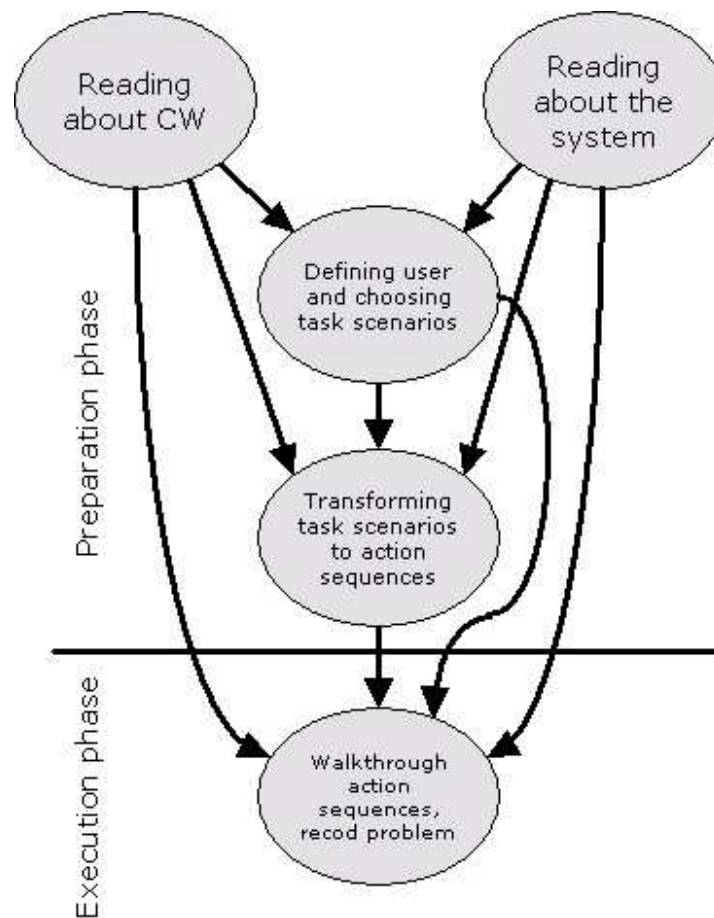 Reading
about CW
Reading
about the
system
Defining user
and choosing
task scenarios
Preparation phase
Transforming
task scenarios
to action
sequences
Execution phase
Walkthrough
action
sequences,
recod problem